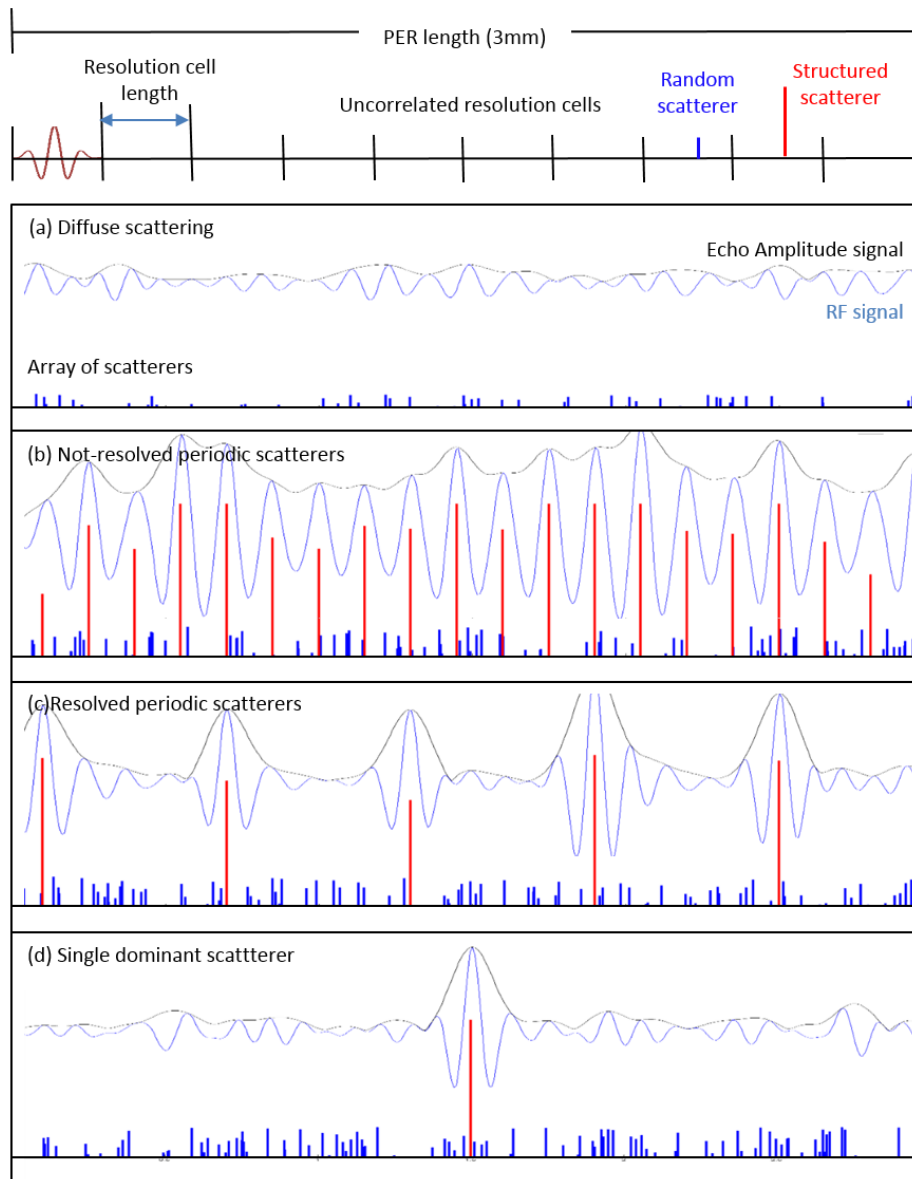 PER length (3mm)
Resolution cell
length
Uncorrelated resolution cells
Random
scatterer
Structured
scatterer
(a) Diffuse scattering
Echo Amplitude signal
RF signal
Array of scatterers
(b) Not-resolved periodic scatterers
(c)Resolved periodic scatterers
(d) Single dominant scattterer